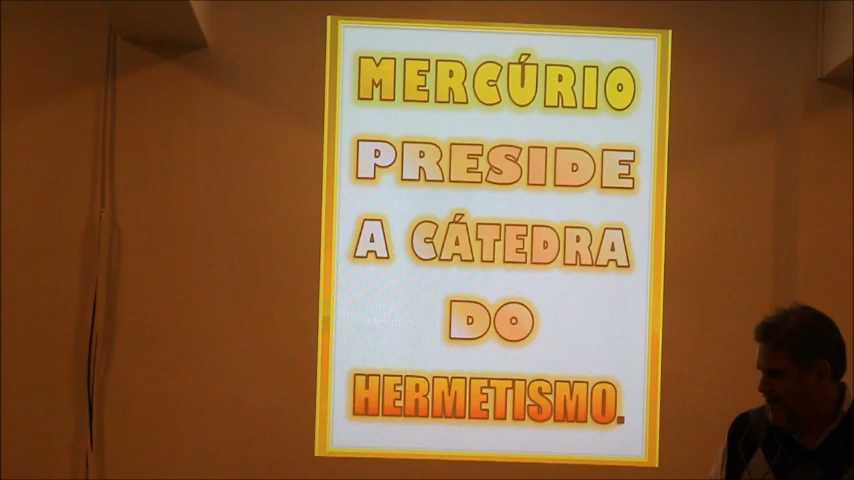 MERCÚRIO
PRESIDE
A CÁTEDRA
DO
HERMETISMO.